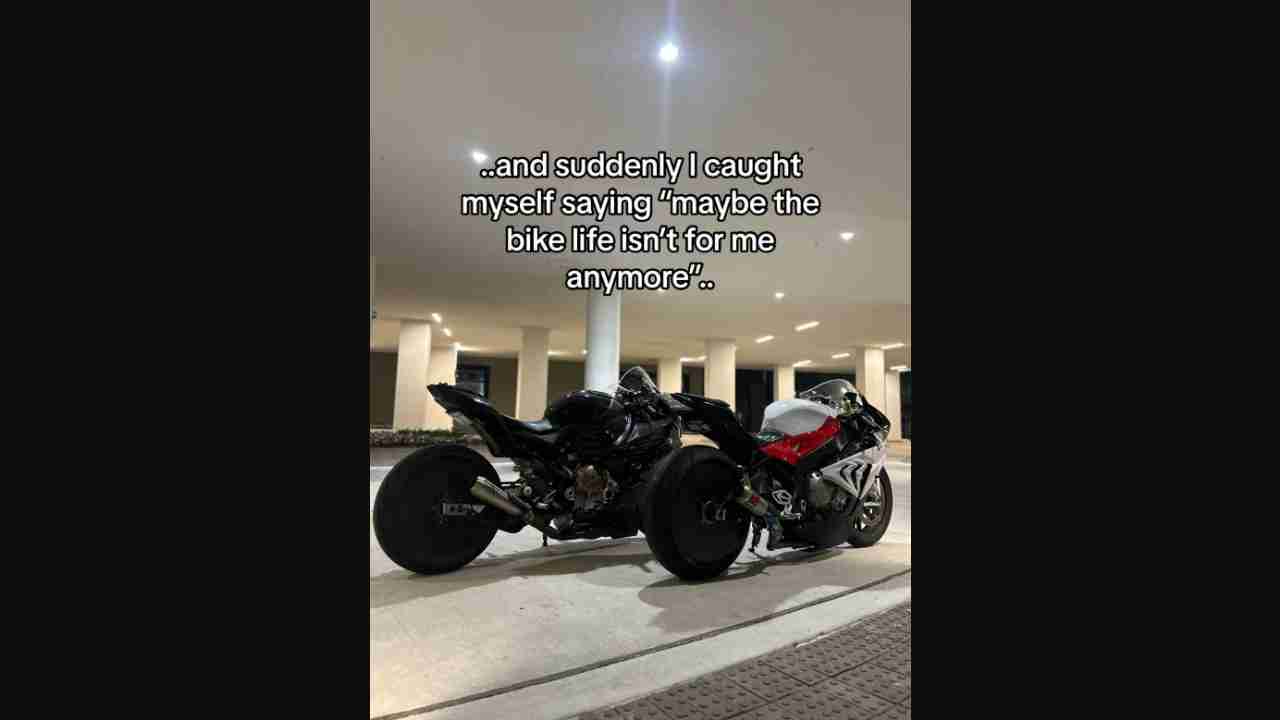 ..and suddenly I caught
myself saying "maybe the
bike life isn't for me
anymore"..